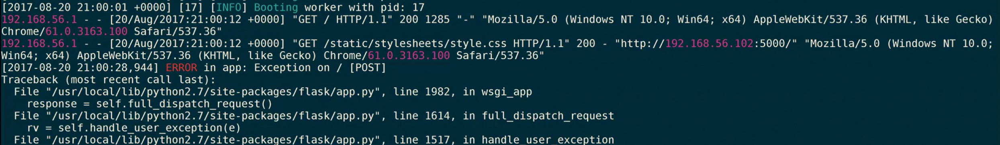 [2017-08-20 21:00:01 +0000] [17] [INFO] Booting worker with pid: 17
192.168.56.1 - - [20/Aug/2017:21:00:12 +0000] "GET / HTTP/1.1" 200 1285 "-" "Mozilla/5.0 (Windows NT 10.0; Win64; x64) AppleWebKit/537.36 (KHTML, like Gecko)
Chrome/61.0.3163.100 Safari/537.36"
192.168.56.1 - - [20/Aug/2017:21:00:12 +0000] "GET /static/stylesheets/style.css HTTP/1.1" 200 - "http://192.168.56.102:5000/" "Mozilla/5.0 (Windows NT 10.0;
Win64; x64) AppleWebKit/537.36 (KHTML, like Gecko) Chrome/61.0.3163.100 Safari/537.36"
[2017-08-20 21:00:28,944] ERROR in app: Exception on / [POST]
Traceback (most recent call last):
  File "/usr/local/lib/python2.7/site-packages/flask/app.py", line 1982, in wsgi_app
    response = self.full_dispatch_request()
  File "/usr/local/lib/python2.7/site-packages/flask/app.py", line 1614, in full_dispatch_request
    rv = self.handle_user_exception(e)
  File "/usr/local/lib/python2.7/site-packages/flask/app.py", line 1517, in handle_user_exception